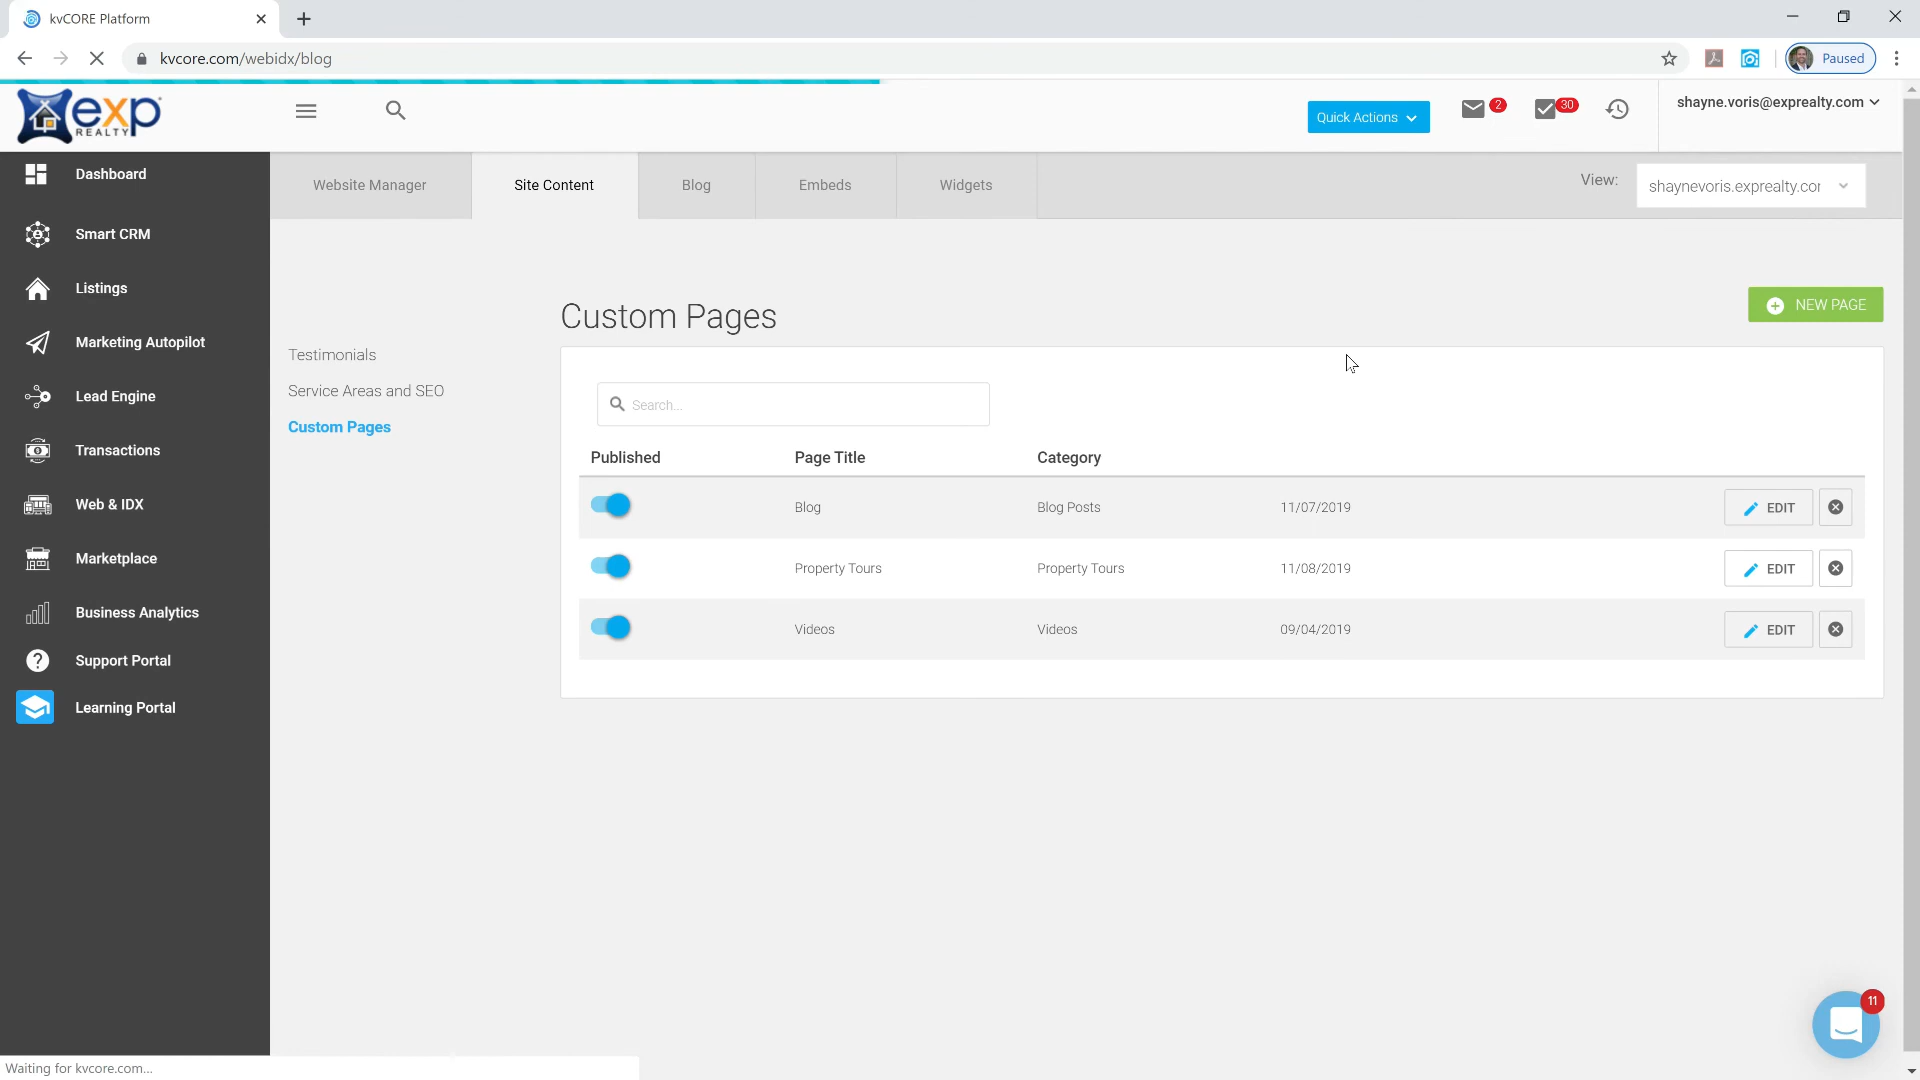 kvCORE Platform
kvcore.com/webidx/blog
Paused
exp
REALTY
Quick Actions
2
30
shayne.voris@exprealty.com
Dashboard
Smart CRM
Listings
Marketing Autopilot
Lead Engine
Transactions
Web & IDX
Marketplace
Business Analytics
Support Portal
Learning Portal
Website Manager
Site Content
Blog
Embeds
Widgets
View:
shaynevoris.exprealty.cor
Testimonials
Service Areas and SEO
Custom Pages
Custom Pages
NEW PAGE
Search...
Published Page Title Category
Blog Blog Posts 11/07/2019 EDIT
Property Tours Property Tours 11/08/2019 EDIT
Videos Videos 09/04/2019 EDIT
11
Waiting for kvcore.com...